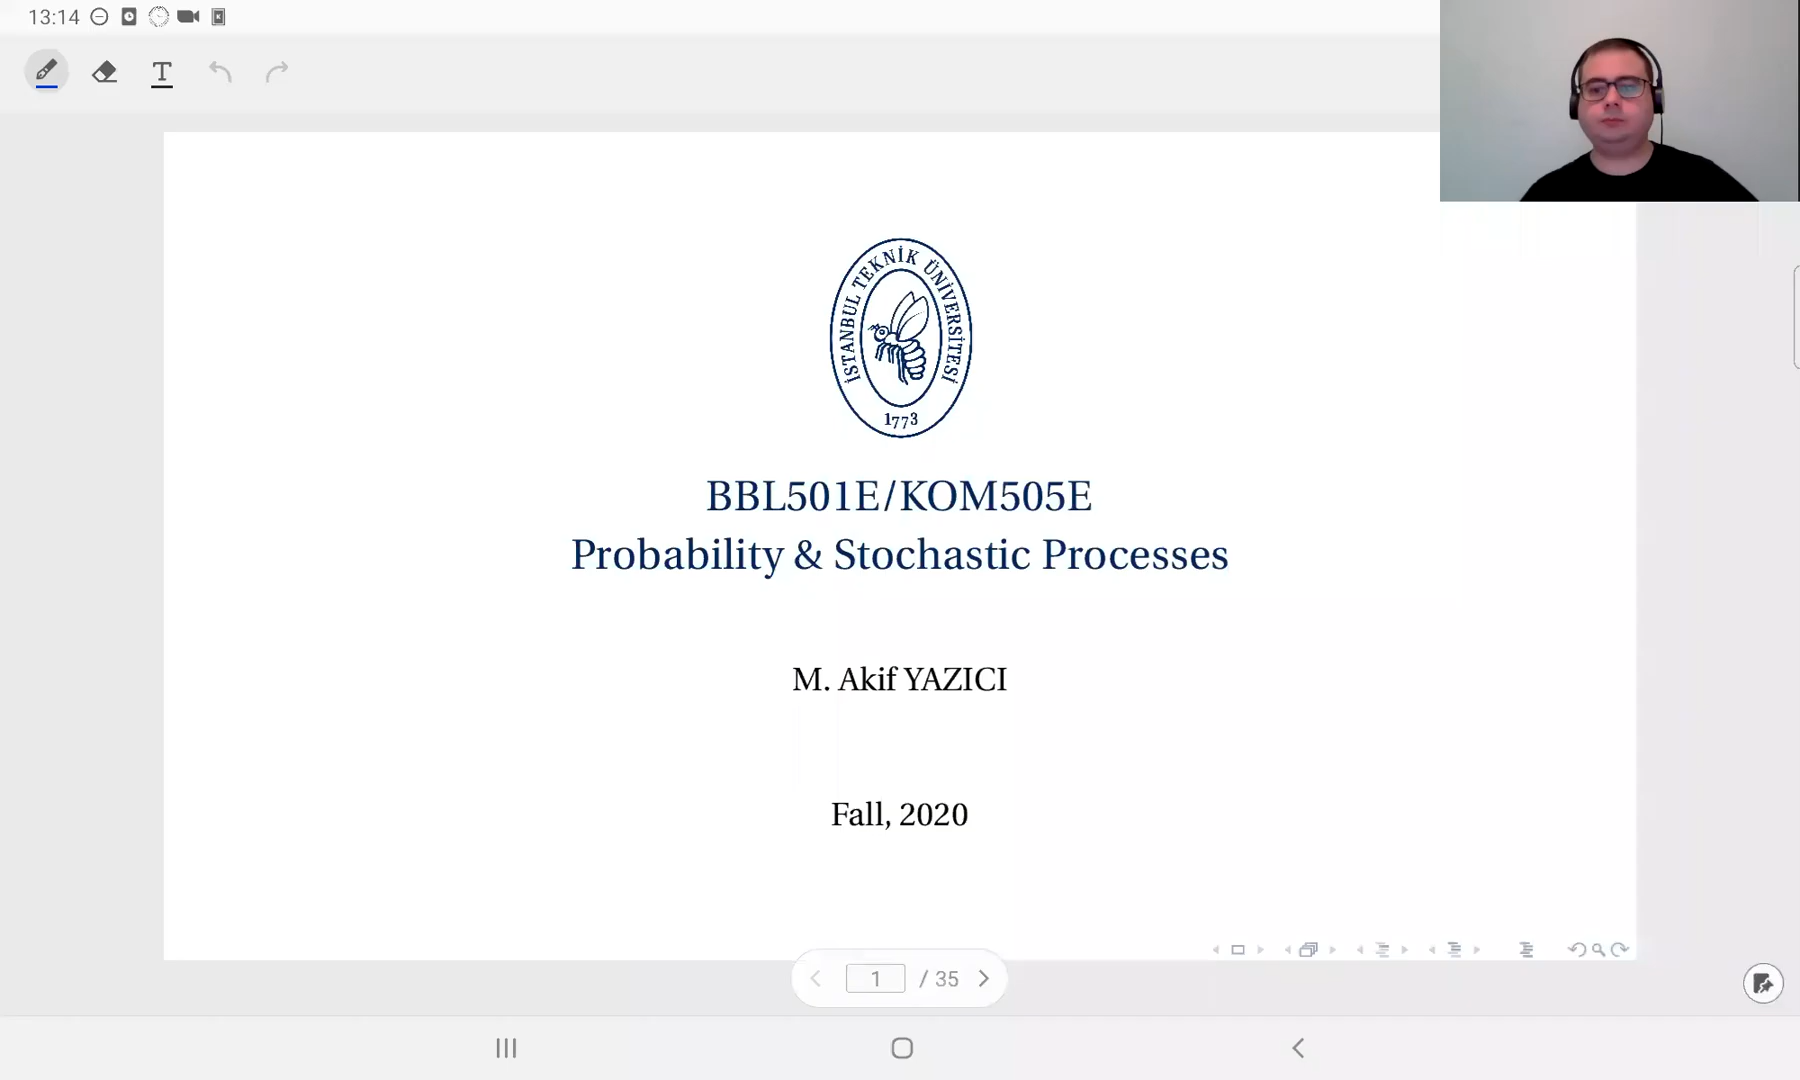 13:14
T
İSTANBUL TEKNİK ÜNİVERSİTESİ
1773
BBL501E/KOM505E
Probability & Stochastic Processes
M. Akif YAZICI
Fall, 2020
1 / 35